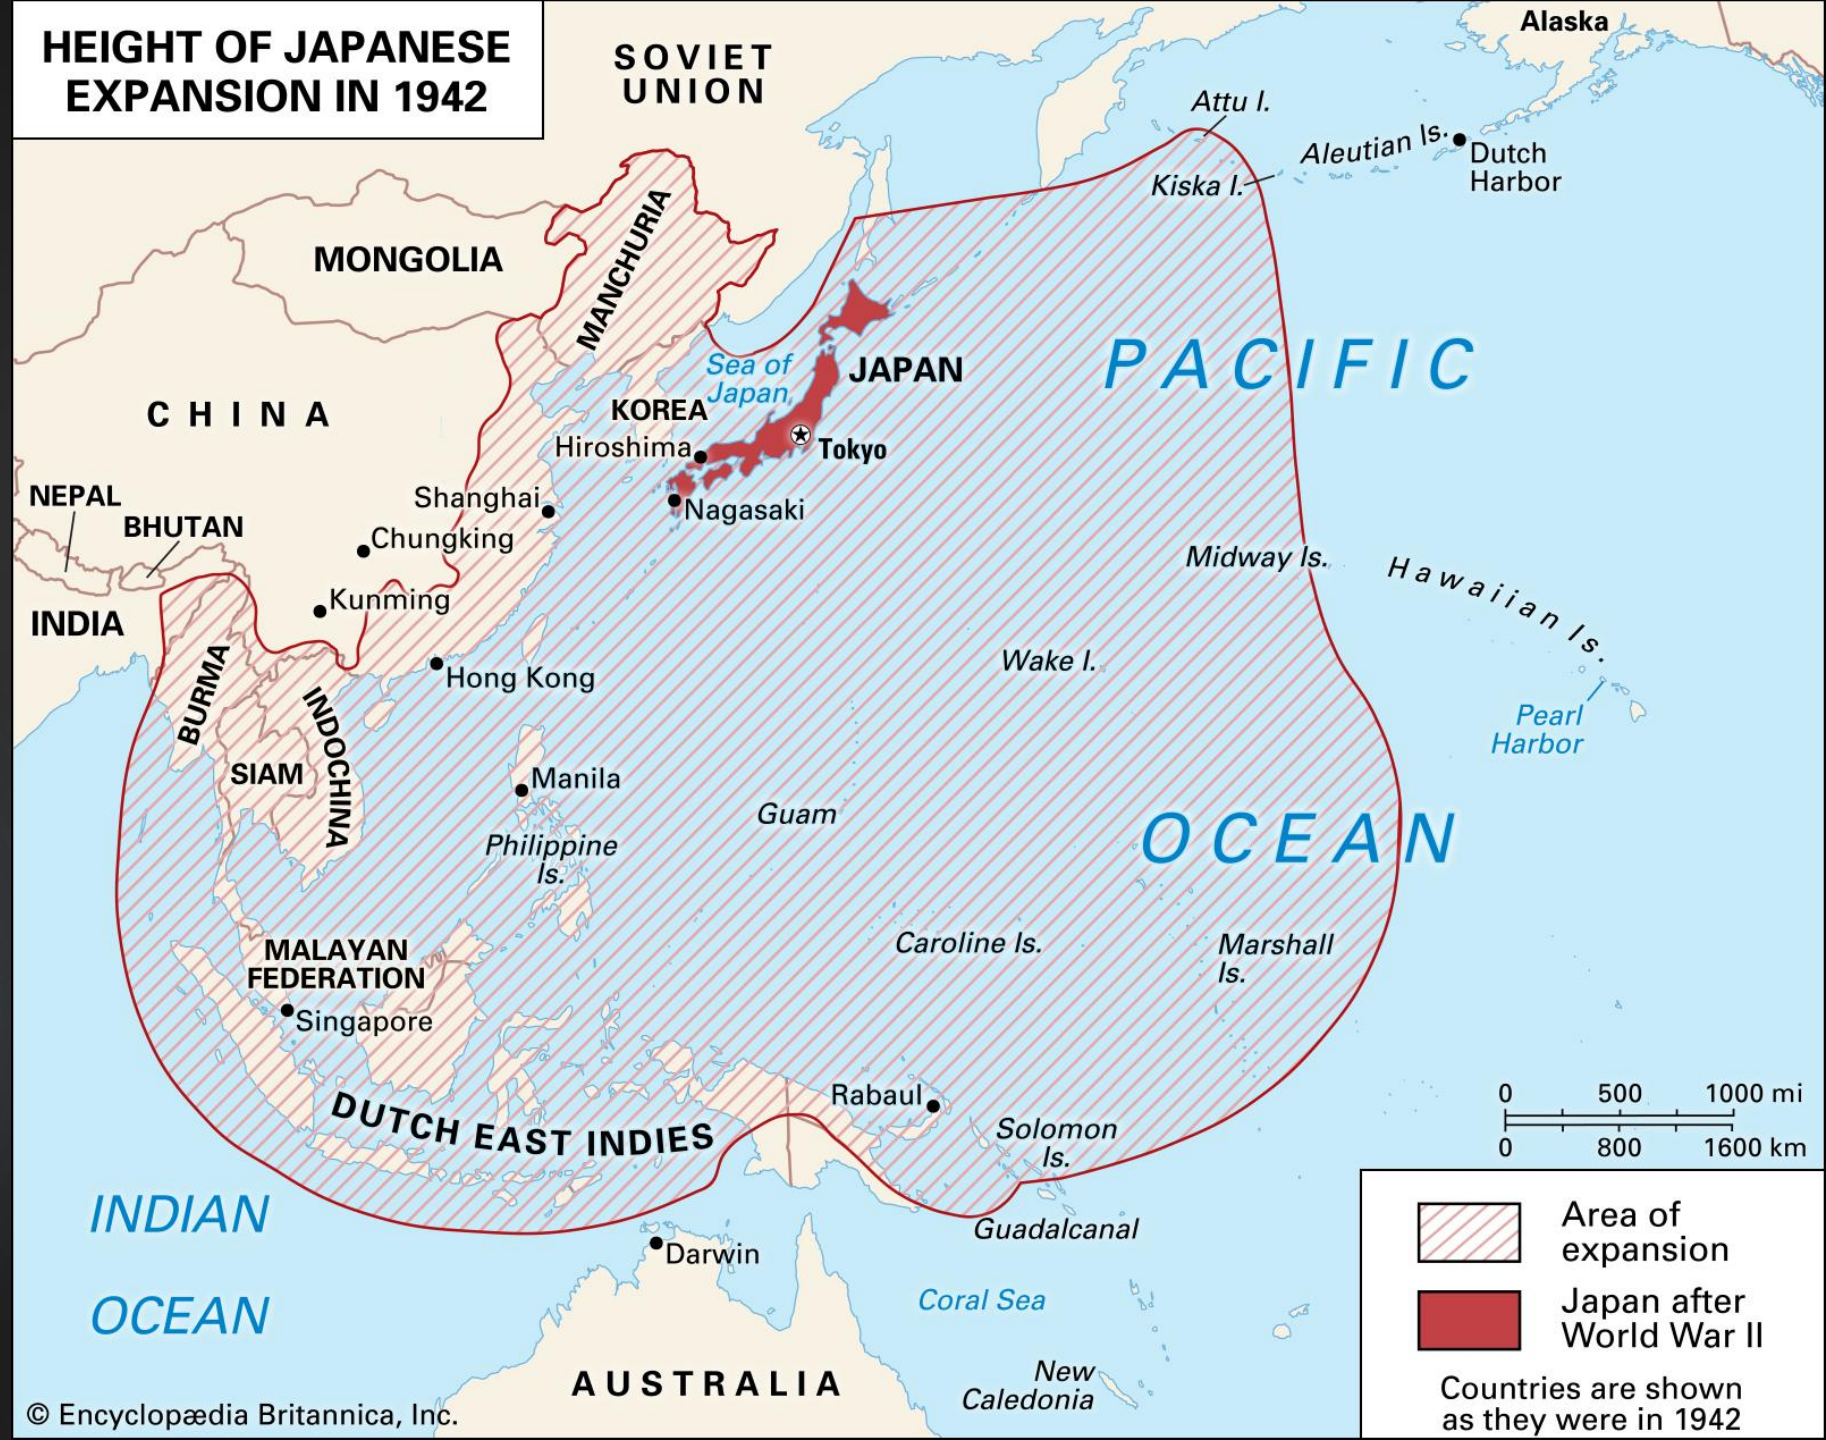 HEIGHT OF JAPANESE
EXPANSION IN 1942
SOVIET
UNION
Alaska
Attu I.
Aleutian Is.
Dutch
Harbor
Kiska I.
MONGOLIA
MANCHURIA
PACIFIC
Sea of
Japan
JAPAN
CHINA
KOREA
Hiroshima
Tokyo
NEPAL
Shanghai
Nagasaki
BHUTAN
Chungking
Midway Is.
Hawaiian Is.
Kunming
INDIA
Wake I.
BURMA
Hong Kong
INDOCHINA
Pearl
Harbor
SIAM
Manila
Guam
OCEAN
Philippine
Is.
MALAYAN
FEDERATION
Caroline Is.
Marshall
Is.
Singapore
DUTCH EAST INDIES
Rabaul
Solomon
Is.
0 500 1000 mi
0 800 1600 km
INDIAN
OCEAN
Guadalcanal
Darwin
Coral Sea
AUSTRALIA
New
Caledonia
Area of
expansion
Japan after
World War II
Countries are shown
as they were in 1942
© Encyclopædia Britannica, Inc.